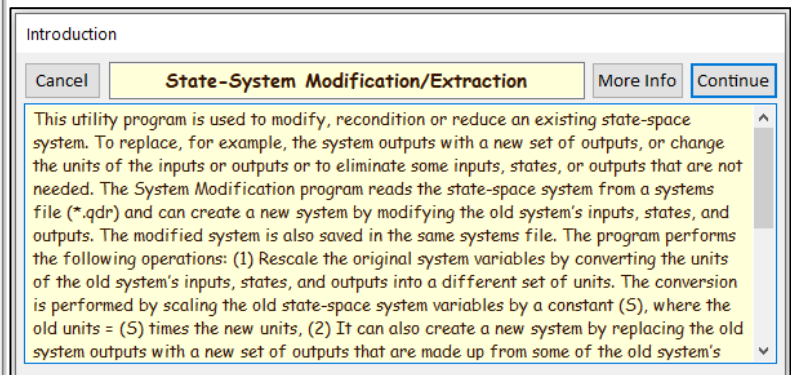 Introduction
Cancel State-System Modification/Extraction More Info Continue
This utility program is used to modify, recondition or reduce an existing state-space
system. To replace, for example, the system outputs with a new set of outputs, or change
the units of the inputs or outputs or to eliminate some inputs, states, or outputs that are not
needed. The System Modification program reads the state-space system from a systems
file (*.qdr) and can create a new system by modifying the old system's inputs, states, and
outputs. The modified system is also saved in the same systems file. The program performs
the following operations: (1) Rescale the original system variables by converting the units
of the old system's inputs, states, and outputs into a different set of units. The conversion
is performed by scaling the old state-space system variables by a constant (S), where the
old units = (S) times the new units, (2) It can also create a new system by replacing the old
system outputs with a new set of outputs that are made up from some of the old system's